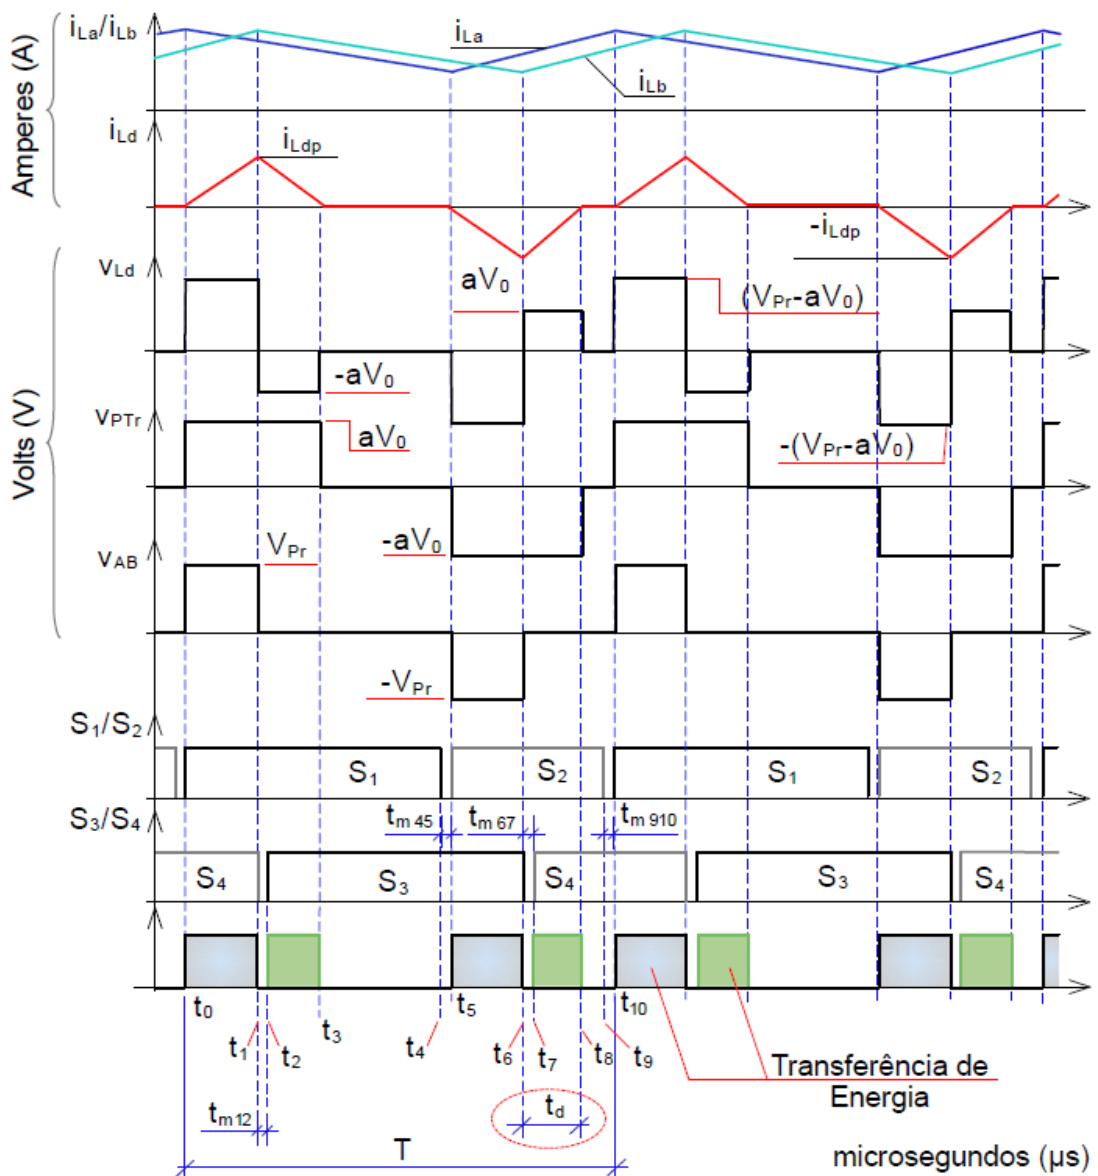 Amperes (A)
iLa/iLb
iLa
iLb
iLd
iLdp
-iLdp
Volts (V)
vLd
aV0
(VPr-aV0)
-aV0
vPTr
aV0
-(VPr-aV0)
-aV0
vAB
VPr
-VPr
S1/S2
S1
S2
S1
S2
S3/S4
tm 45
tm 67
tm 910
S4
S3
S4
S3
S4
t0
t5
t10
t1
t2
t3
t4
t6
t7
t8
t9
Transferência de
Energia
tm12
td
T
microsegundos (µs)